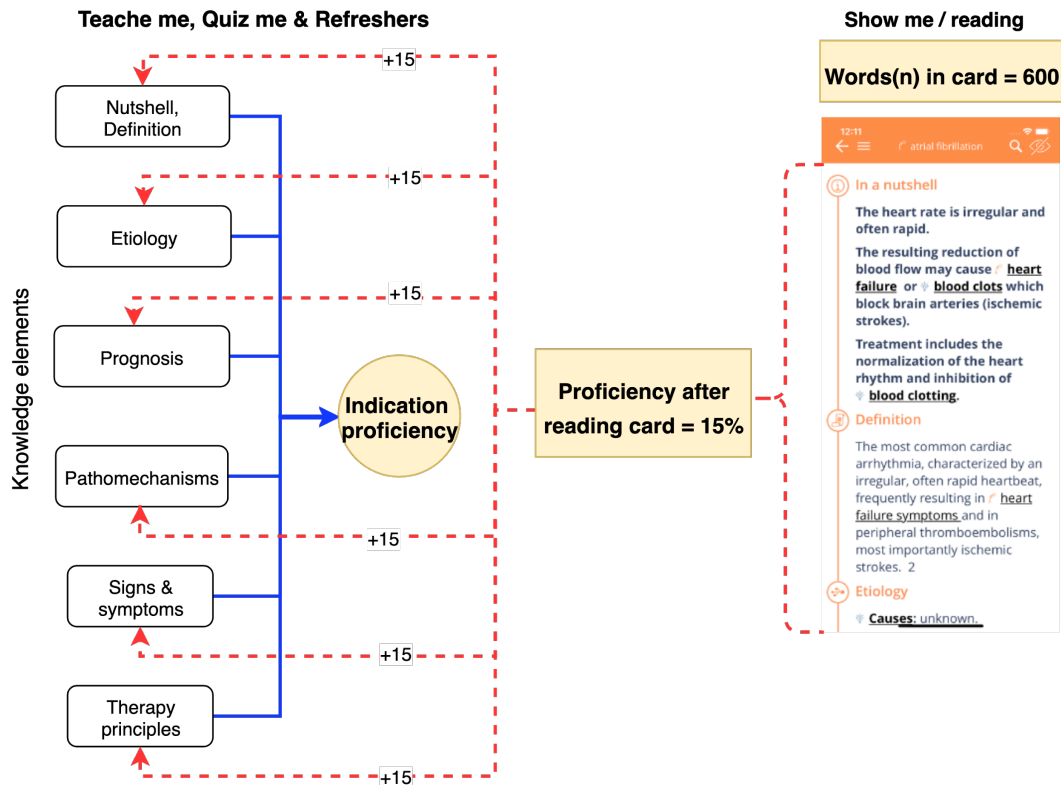 Teache me, Quiz me & Refreshers
Show me / reading
+15
Words(n) in card = 600
Nutshell,
Definition
+15
Etiology
+15
Prognosis
Knowledge elements
Indication
proficiency
Proficiency after
reading card = 15%
Pathomechanisms
+15
Signs &
symptoms
+15
Therapy
principles
+15
12:11
atrial fibrillation
In a nutshell
The heart rate is irregular and
often rapid.
The resulting reduction of
blood flow may cause heart
failure or blood clots which
block brain arteries (ischemic
strokes).
Treatment includes the
normalization of the heart
rhythm and inhibition of
blood clotting.
Definition
The most common cardiac
arrhythmia, characterized by an
irregular, often rapid heartbeat,
frequently resulting in heart
failure symptoms and in
peripheral thromboembolisms,
most importantly ischemic
strokes. 2
Etiology
Causes: unknown.